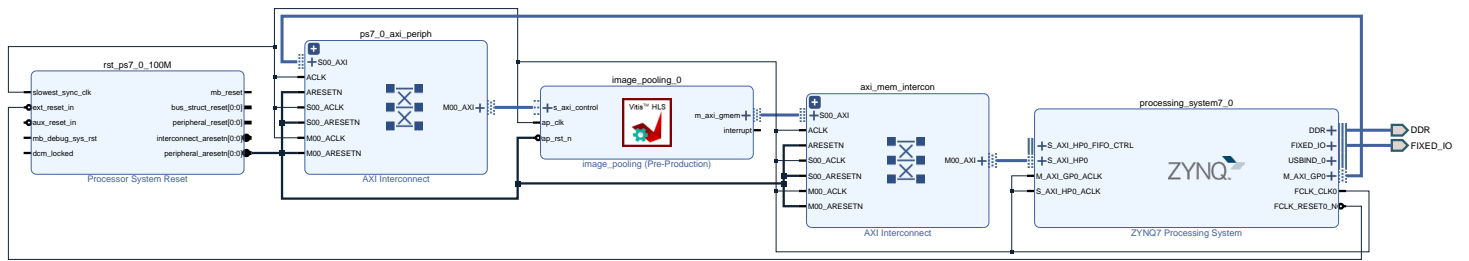 rst_ps7_0_100M
slowest_sync_clk
ext_reset_in
aux_reset_in
mb_debug_sys_rst
dcm_locked
mb_reset
bus_struct_reset[0:0]
peripheral_reset[0:0]
interconnect_aresetn[0:0]
peripheral_aresetn[0:0]
Processor System Reset
ps7_0_axi_periph
S00_AXI
ACLK
ARESETN
S00_ACLK
S00_ARESETN
M00_ACLK
M00_ARESETN
M00_AXI
AXI Interconnect
image_pooling_0
s_axi_control
ap_clk
ap_rst_n
Vitis™ HLS
m_axi_gmem
interrupt
image_pooling (Pre-Production)
axi_mem_intercon
S00_AXI
ACLK
ARESETN
S00_ACLK
S00_ARESETN
M00_ACLK
M00_ARESETN
M00_AXI
AXI Interconnect
processing_system7_0
S_AXI_HP0_FIFO_CTRL
S_AXI_HP0
M_AXI_GP0_ACLK
S_AXI_HP0_ACLK
ZYNQ
DDR
FIXED_IO
USBIND_0
M_AXI_GP0
FCLK_CLK0
FCLK_RESET0_N
ZYNQ7 Processing System
DDR
FIXED_IO